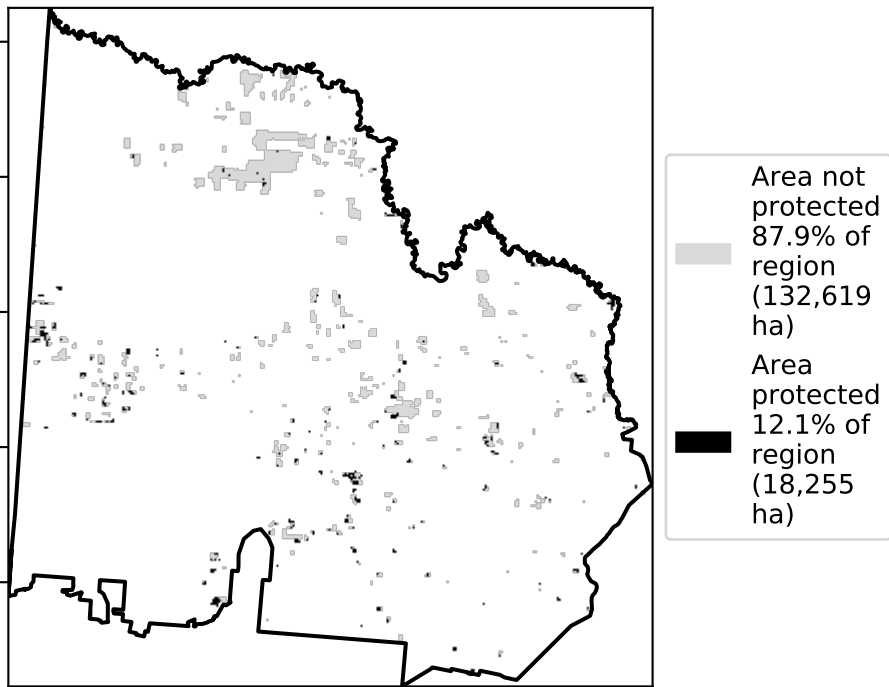 Area not
protected
87.9% of
region
(132,619
ha)
Area
protected
12.1% of
region
(18,255
ha)